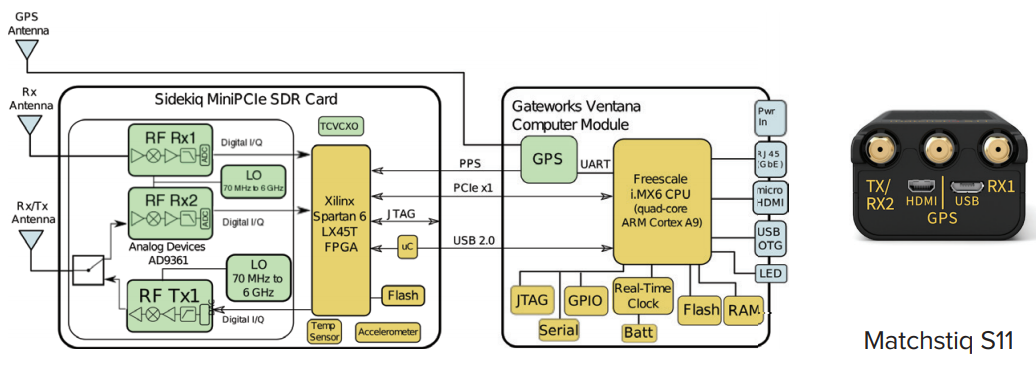 GPS
Antenna
Rx
Antenna
Rx/Tx
Antenna
Sidekiq MiniPCIe SDR Card
TCVCXO
RF Rx1
ADC
Digital I/Q
LO
70 MHz to 6 GHz
RF Rx2
ADC
Digital I/Q
Analog Devices
AD9361
LO
70 MHz to
6 GHz
RF Tx1
Digital I/Q
Xilinx
Spartan 6
LX45T
FPGA
uC
Flash
Temp
Sensor
Accelerometer
PPS
PCIe x1
JTAG
USB 2.0
Gateworks Ventana
Computer Module
GPS
UART
Freescale
i.MX6 CPU
(quad-core
ARM Cortex A9)
JTAG
Serial
GPIO
Real-Time
Clock
Batt
Flash
RAM
Pwr
In
RJ45
(GbE)
micro
HDMI
USB
OTG
LED
TX/
RX2
HDMI
USB
RX1
GPS
Matchstiq S11